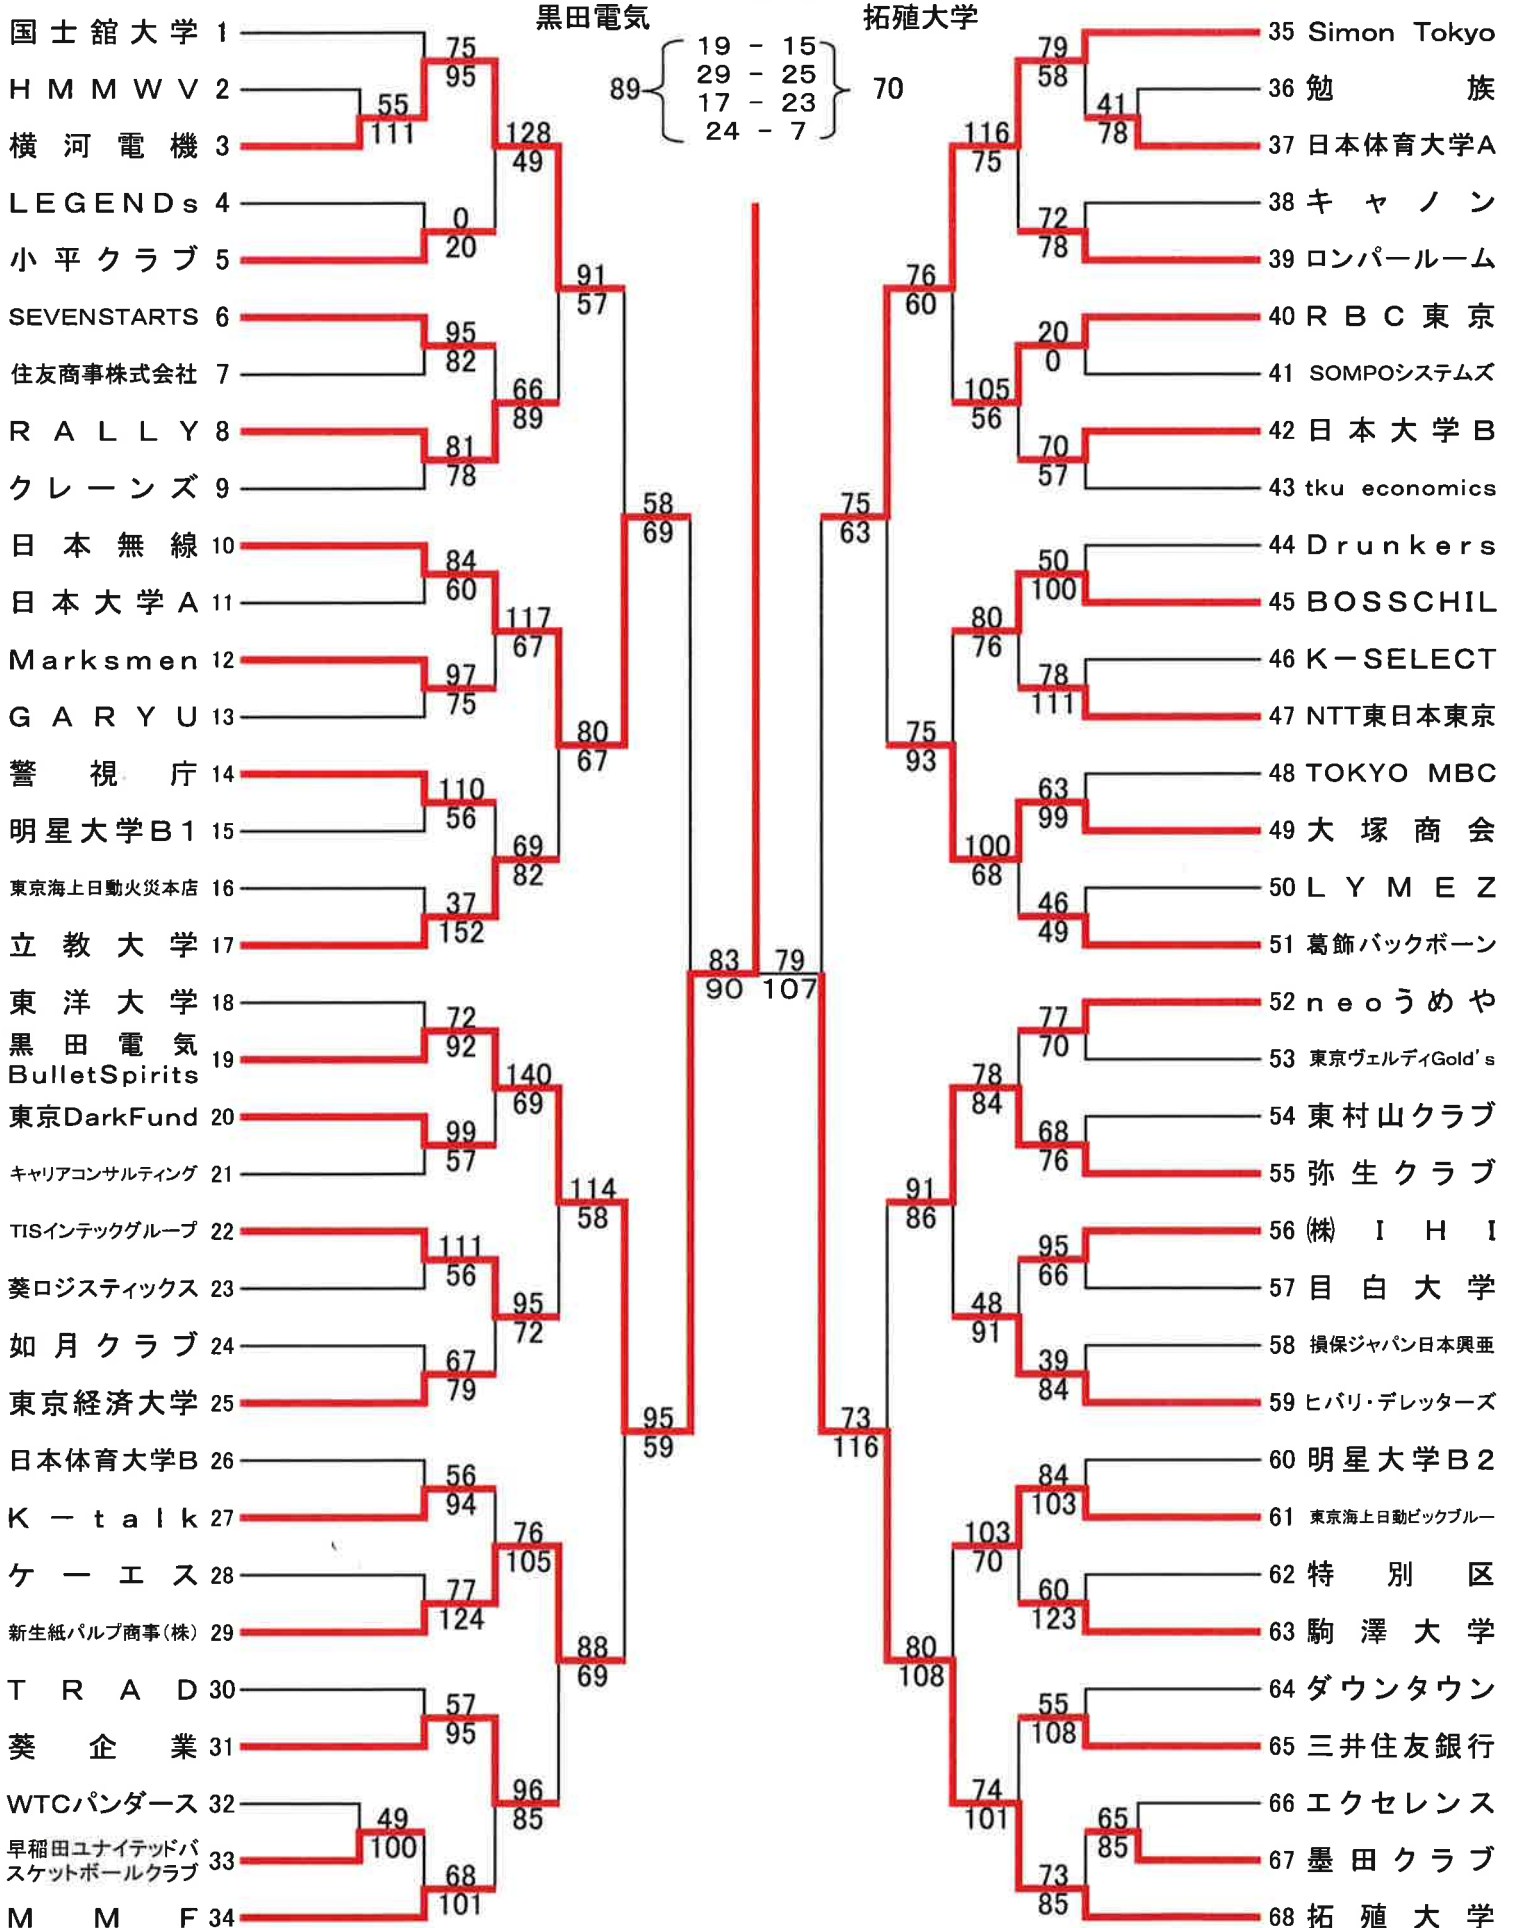 黒田電気 拓殖大学
19 - 15
29 - 25
89 70
17 - 23
24 - 7
国士舘大学 1
HMMWV 2
横河電機 3
LEGENDs 4
小平クラブ 5
SEVENSTARTS 6
住友商事株式会社 7
RALLY 8
クレーンズ 9
日本無線 10
日本大学A 11
Marksmen 12
GARYU 13
警視庁 14
明星大学B1 15
東京海上日動火災本店 16
立教大学 17
東洋大学 18
黒田電気
BulletSpirits 19
東京DarkFund 20
キャリアコンサルティング 21
TISインテックグループ 22
葵ロジスティックス 23
如月クラブ 24
東京経済大学 25
日本体育大学B 26
K-talk 27
ケーエス 28
新生紙パルプ商事(株) 29
TRAD 30
葵企業 31
WTCパンダース 32
早稲田ユナイテッドバ
スケットボールクラブ 33
MMF 34
55
111
49
100
75
95
0
20
95
82
81
78
84
60
97
75
110
56
37
152
72
92
99
57
111
56
67
79
56
94
77
124
57
95
68
101
128
49
66
89
117
67
69
82
140
69
95
72
76
105
96
85
91
57
80
67
114
58
88
69
58
69
95
59
83
90
79
107
75
63
73
116
76
60
75
93
91
86
80
108
116
75
105
56
80
76
100
68
78
84
48
91
103
70
74
101
79
58
72
78
20
0
70
57
50
100
78
111
63
99
46
49
77
70
68
76
95
66
39
84
84
103
60
123
55
108
73
85
41
78
65
85
35 Simon Tokyo
36 勉族
37 日本体育大学A
38 キャノン
39 ロンパールーム
40 RBC東京
41 SOMPOシステムズ
42 日本大学B
43 tku economics
44 Drunkers
45 BOSSCHIL
46 K-SELECT
47 NTT東日本東京
48 TOKYO MBC
49 大塚商会
50 LYMEZ
51 葛飾バックボーン
52 neoうめや
53 東京ヴェルディGold's
54 東村山クラブ
55 弥生クラブ
56 ㈱IHI
57 目白大学
58 損保ジャパン日本興亜
59 ヒバリ・デレッターズ
60 明星大学B2
61 東京海上日動ビックブルー
62 特別区
63 駒澤大学
64 ダウンタウン
65 三井住友銀行
66 エクセレンス
67 墨田クラブ
68 拓殖大学